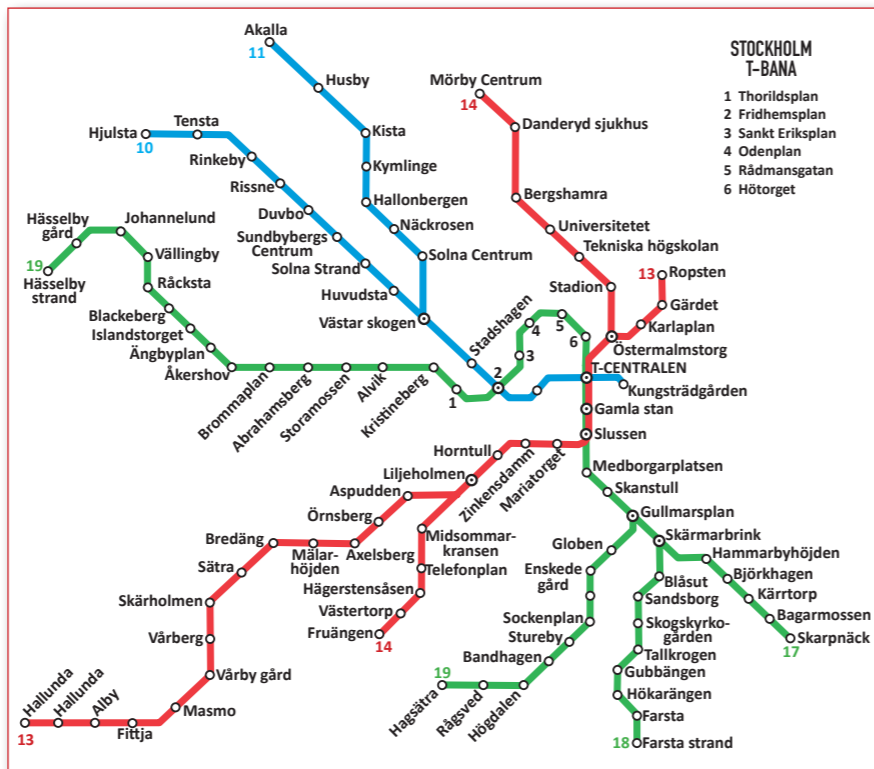 STOCKHOLM
T-BANA
1 Thorildsplan
2 Fridhemsplan
3 Sankt Eriksplan
4 Odenplan
5 Rådmansgatan
6 Hötorget
Akalla
11
Husby
Kista
Kymlinge
Hallonbergen
Näckrosen
Solna Centrum
Hjulsta
10
Tensta
Rinkeby
Rissne
Duvbo
Sundbybergs
Centrum
Solna Strand
Huvudsta
Västar skogen
Stadshagen
Mörby Centrum
14
Danderyd sjukhus
Bergshamra
Universitetet
Tekniska högskolan
Stadion
13
Ropsten
Gärdet
Karlaplan
Östermalmstorg
T-CENTRALEN
Kungsträdgården
Gamla stan
Slussen
Hässelby
gård
19
Hässelby
strand
Johannelund
Vällingby
Råcksta
Blackeberg
Islandstorget
Ängbyplan
Åkershov
Brommaplan
Abrahamsberg
Storamossen
Alvik
Kristineberg
1
2
3
4
5
6
Medborgarplatsen
Skanstull
Gullmarsplan
Skärmarbrink
Hammarbyhöjden
Björkhagen
Kärrtorp
Bagarmossen
Skarpnäck
17
Blåsut
Sandsborg
Skogskyrko-
gården
Tallkrogen
Gubbängen
Hökarängen
Farsta
18
Farsta strand
Globen
Enskede
gård
Sockenplan
Stureby
Bandhagen
Högdalen
Rågsved
Hagsätra
19
Mariatorget
Zinkensdamm
Horntull
Liljeholmen
Midsommar-
kransen
Telefonplan
Hägerstensåsen
Västertorp
Fruängen
14
Aspudden
Örnsberg
Axelsberg
Mälar-
höjden
Bredäng
Sätra
Skärholmen
Vårberg
Vårby gård
Masmo
Fittja
Alby
Hallunda
Hallunda
13